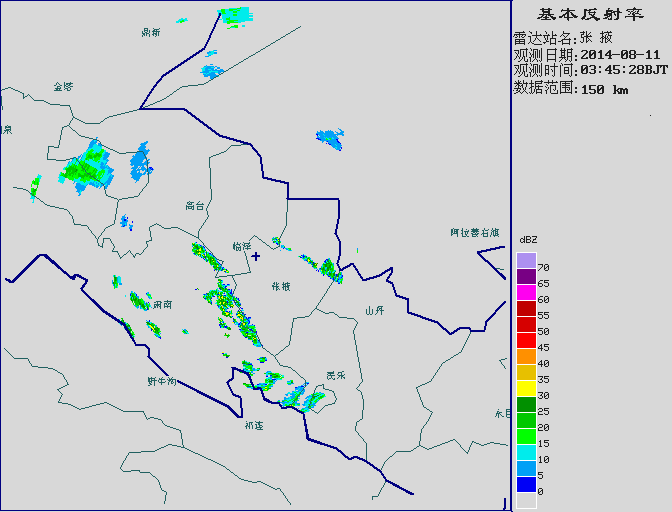 基本反射率
雷达站名:张 掖
观测日期:2014-08-11
观测时间:03:45:28BJT
数据范围:150 km
鼎新
金塔
泉
高台
临泽
阿拉善右旗
张掖
肃南
山丹
野牛沟
民乐
祁连
永昌
dBZ
70
65
60
55
50
45
40
35
30
25
20
15
10
5
0